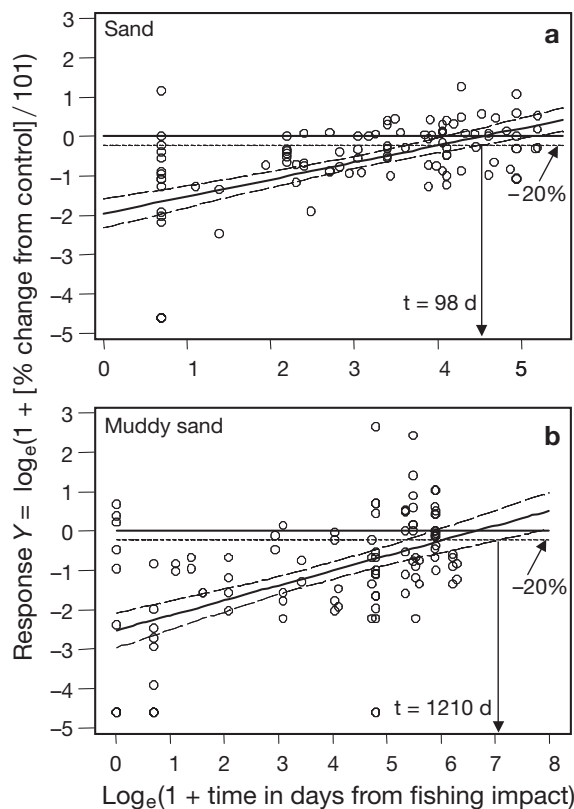 Sand
a
3
2
1
0
−1
−2
−3
−4
−5
−20%
t = 98 d
0 1 2 3 4 5
Muddy sand
b
3
2
1
0
−1
−2
−3
−4
−5
−20%
t = 1210 d
0 1 2 3 4 5 6 7 8
Response Y = logₑ(1 + [% change from control] / 101)
Logₑ(1 + time in days from fishing impact)